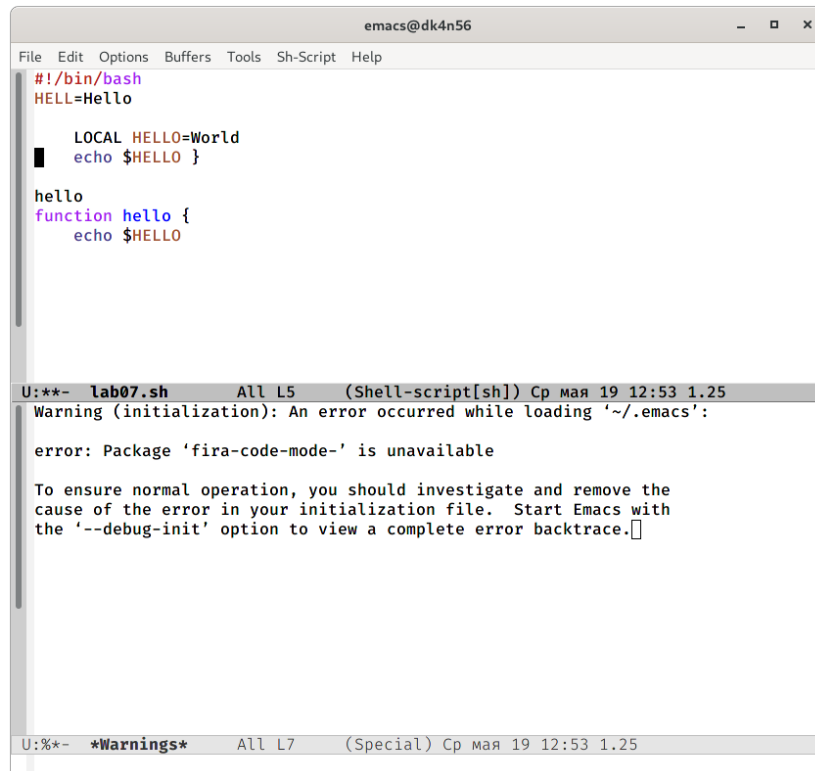 emacs@dk4n56
File Edit Options Buffers Tools Sh-Script Help
#!/bin/bash
HELL=Hello
LOCAL HELLO=World
echo $HELLO }
hello
function hello {
echo $HELLO
U:**- lab07.sh All L5 (Shell-script[sh]) Ср мая 19 12:53 1.25
Warning (initialization): An error occurred while loading ‘~/.emacs’:
error: Package ‘fira-code-mode-’ is unavailable
To ensure normal operation, you should investigate and remove the
cause of the error in your initialization file. Start Emacs with
the ‘--debug-init’ option to view a complete error backtrace.
U:%*- *Warnings* All L7 (Special) Ср мая 19 12:53 1.25